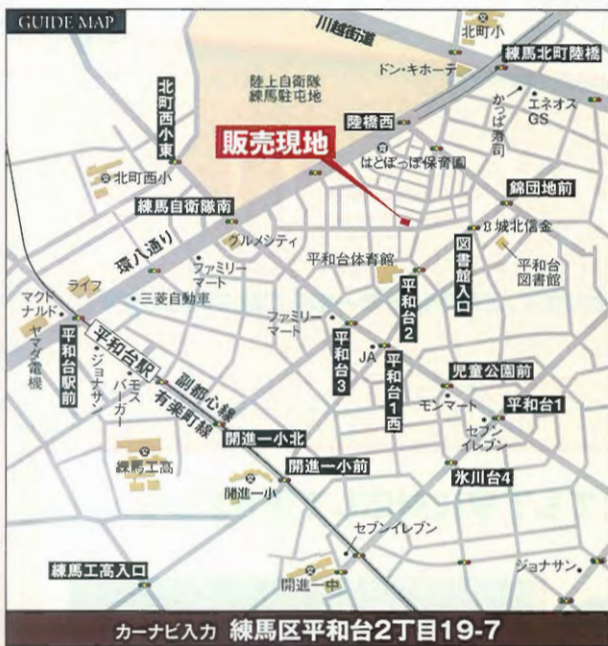 GUIDE MAP
川越街道
北町小
練馬北町陸橋
ドン・キホーテ
陸上自衛隊
練馬駐屯地
北町西小東
かっぱ寿司
エネオス
GS
陸橋西
販売現地
はとぽっぽ保育園
北町西小
錦団地前
練馬自衛隊南
城北信金
図書館入口
グルメシティ
環八通り
平和台体育館
平和台
図書館
ファミリー
マート
平和台2
ライフ
三菱自動車
マクド
ナルド
ファミリー
マート
ヤマダ電機
平和台駅前
平和台駅
JA
平和台3
平和台1西
児童公園前
ジョナサン
モス
バーガー
副都心線
有楽町線
モンマート
平和台1
セブン
イレブン
開進一小北
練馬工高
開進一小前
氷川台4
開進一小
セブンイレブン
練馬工高入口
開進一中
ジョナサン
カーナビ入力 練馬区平和台2丁目19-7